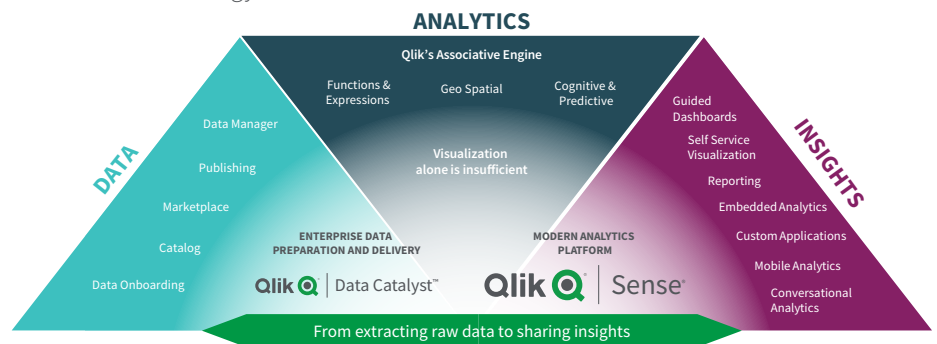 ANALYTICS
Qlik's Associative Engine
Functions &
Expressions
Geo Spatial
Cognitive &
Predictive
Visualization
alone is insufficient
DATA
Data Manager
Publishing
Marketplace
Catalog
Data Onboarding
ENTERPRISE DATA
PREPARATION AND DELIVERY
Qlik Data Catalyst™
MODERN ANALYTICS
PLATFORM
Qlik Sense®
INSIGHTS
Guided
Dashboards
Self Service
Visualization
Reporting
Embedded Analytics
Custom Applications
Mobile Analytics
Conversational
Analytics
From extracting raw data to sharing insights